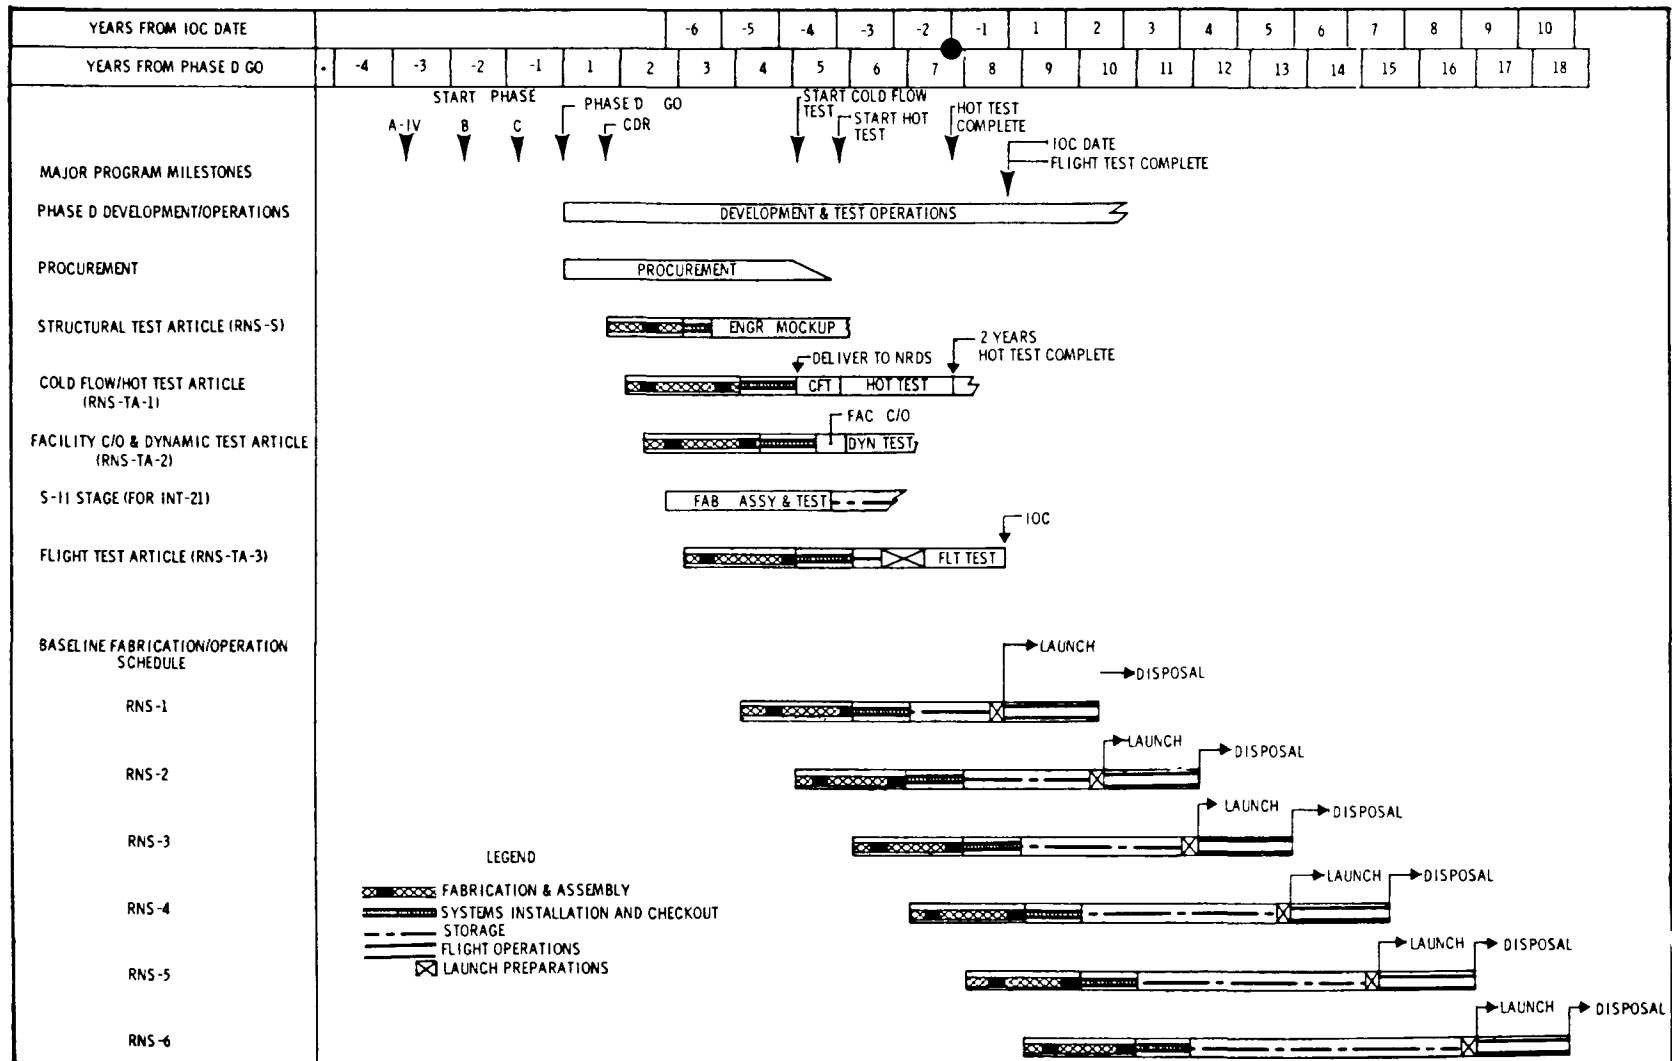 YEARS FROM IOC DATE -6 -5 -4 -3 -2 -1 1 2 3 4 5 6 7 8 9 10
YEARS FROM PHASE D GO -4 -3 -2 -1 1 2 3 4 5 6 7 8 9 10 11 12 13 14 15 16 17 18
START PHASE
A-IV B C
PHASE D GO
CDR
START COLD FLOW
TEST
START HOT
TEST
HOT TEST
COMPLETE
IOC DATE
FLIGHT TEST COMPLETE
MAJOR PROGRAM MILESTONES
PHASE D DEVELOPMENT/OPERATIONS
DEVELOPMENT & TEST OPERATIONS
PROCUREMENT
PROCUREMENT
STRUCTURAL TEST ARTICLE (RNS-S)
ENGR MOCKUP
2 YEARS
HOT TEST COMPLETE
DELIVER TO NRDS
COLD FLOW/HOT TEST ARTICLE
(RNS-TA-1)
CFT HOT TEST
FAC C/O
FACILITY C/O & DYNAMIC TEST ARTICLE
(RNS-TA-2)
DYN TEST
S-II STAGE (FOR INT-21)
FAB ASSY & TEST
IOC
FLIGHT TEST ARTICLE (RNS-TA-3)
FLT TEST
BASELINE FABRICATION/OPERATION
SCHEDULE
LAUNCH
DISPOSAL
RNS-1
LAUNCH
DISPOSAL
RNS-2
LAUNCH
DISPOSAL
RNS-3
LEGEND
FABRICATION & ASSEMBLY
SYSTEMS INSTALLATION AND CHECKOUT
STORAGE
FLIGHT OPERATIONS
LAUNCH PREPARATIONS
LAUNCH DISPOSAL
RNS-4
LAUNCH DISPOSAL
RNS-5
LAUNCH DISPOSAL
RNS-6